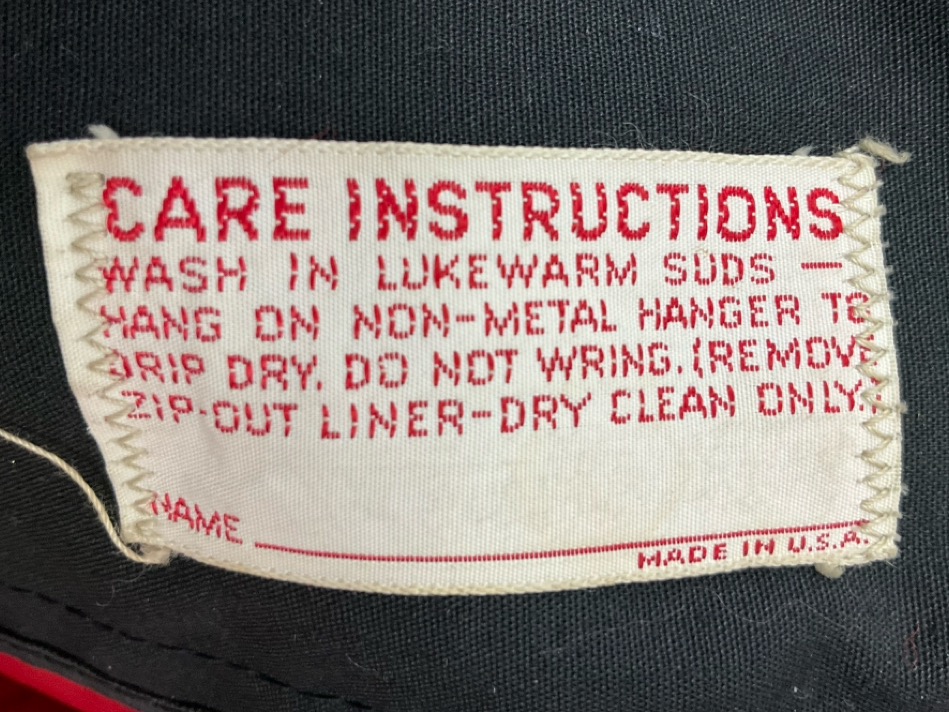 CARE INSTRUCTIONS
WASH IN LUKEWARM SUDS —
HANG ON NON-METAL HANGER TO
DRIP DRY. DO NOT WRING. (REMOVE
ZIP-OUT LINER-DRY CLEAN ONLY.)
NAME
MADE IN U.S.A.